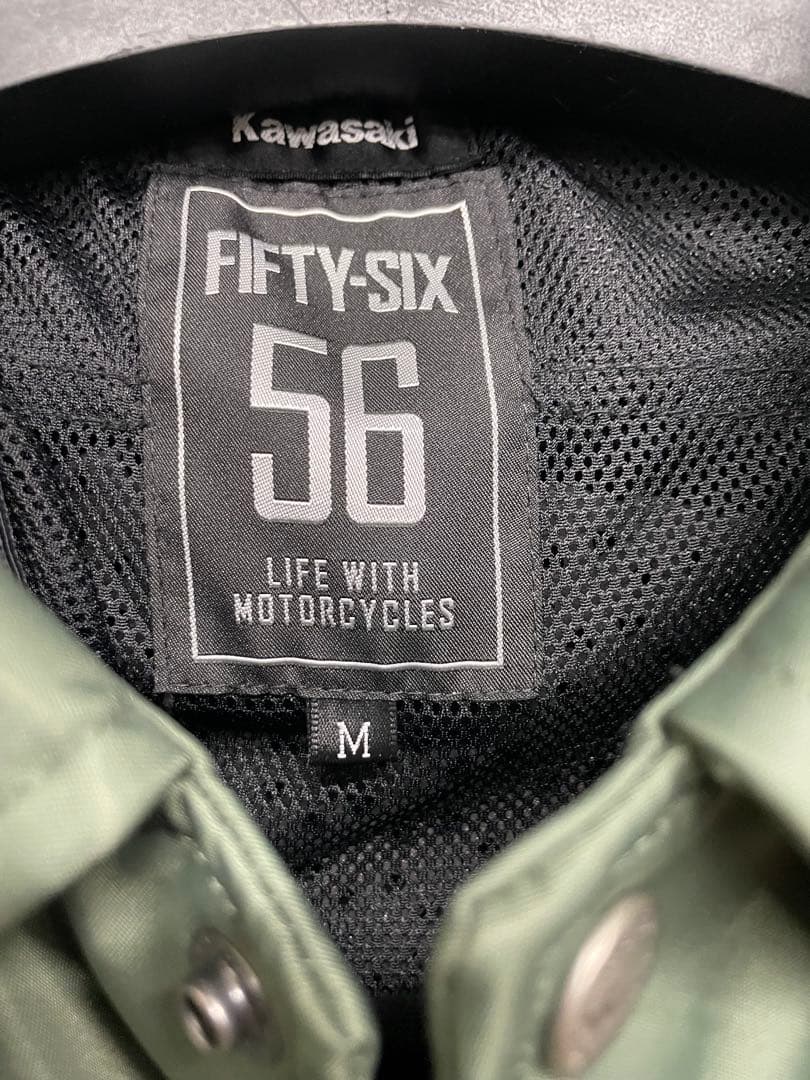 Kawasaki
FIFTY-SIX
56
LIFE WITH
MOTORCYCLES
M